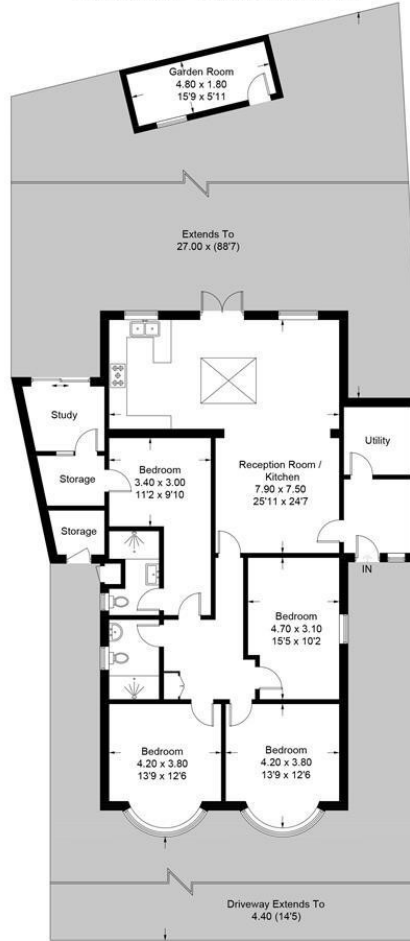 Garden Room
4.80 x 1.80
15'9 x 5'11
Extends To
27.00 x (88'7)
Study
Utility
Storage
Bedroom
3.40 x 3.00
11'2 x 9'10
Reception Room /
Kitchen
7.90 x 7.50
25'11 x 24'7
Storage
IN
Bedroom
4.70 x 3.10
15'5 x 10'2
Bedroom
4.20 x 3.80
13'9 x 12'6
Bedroom
4.20 x 3.80
13'9 x 12'6
Driveway Extends To
4.40 (14'5)